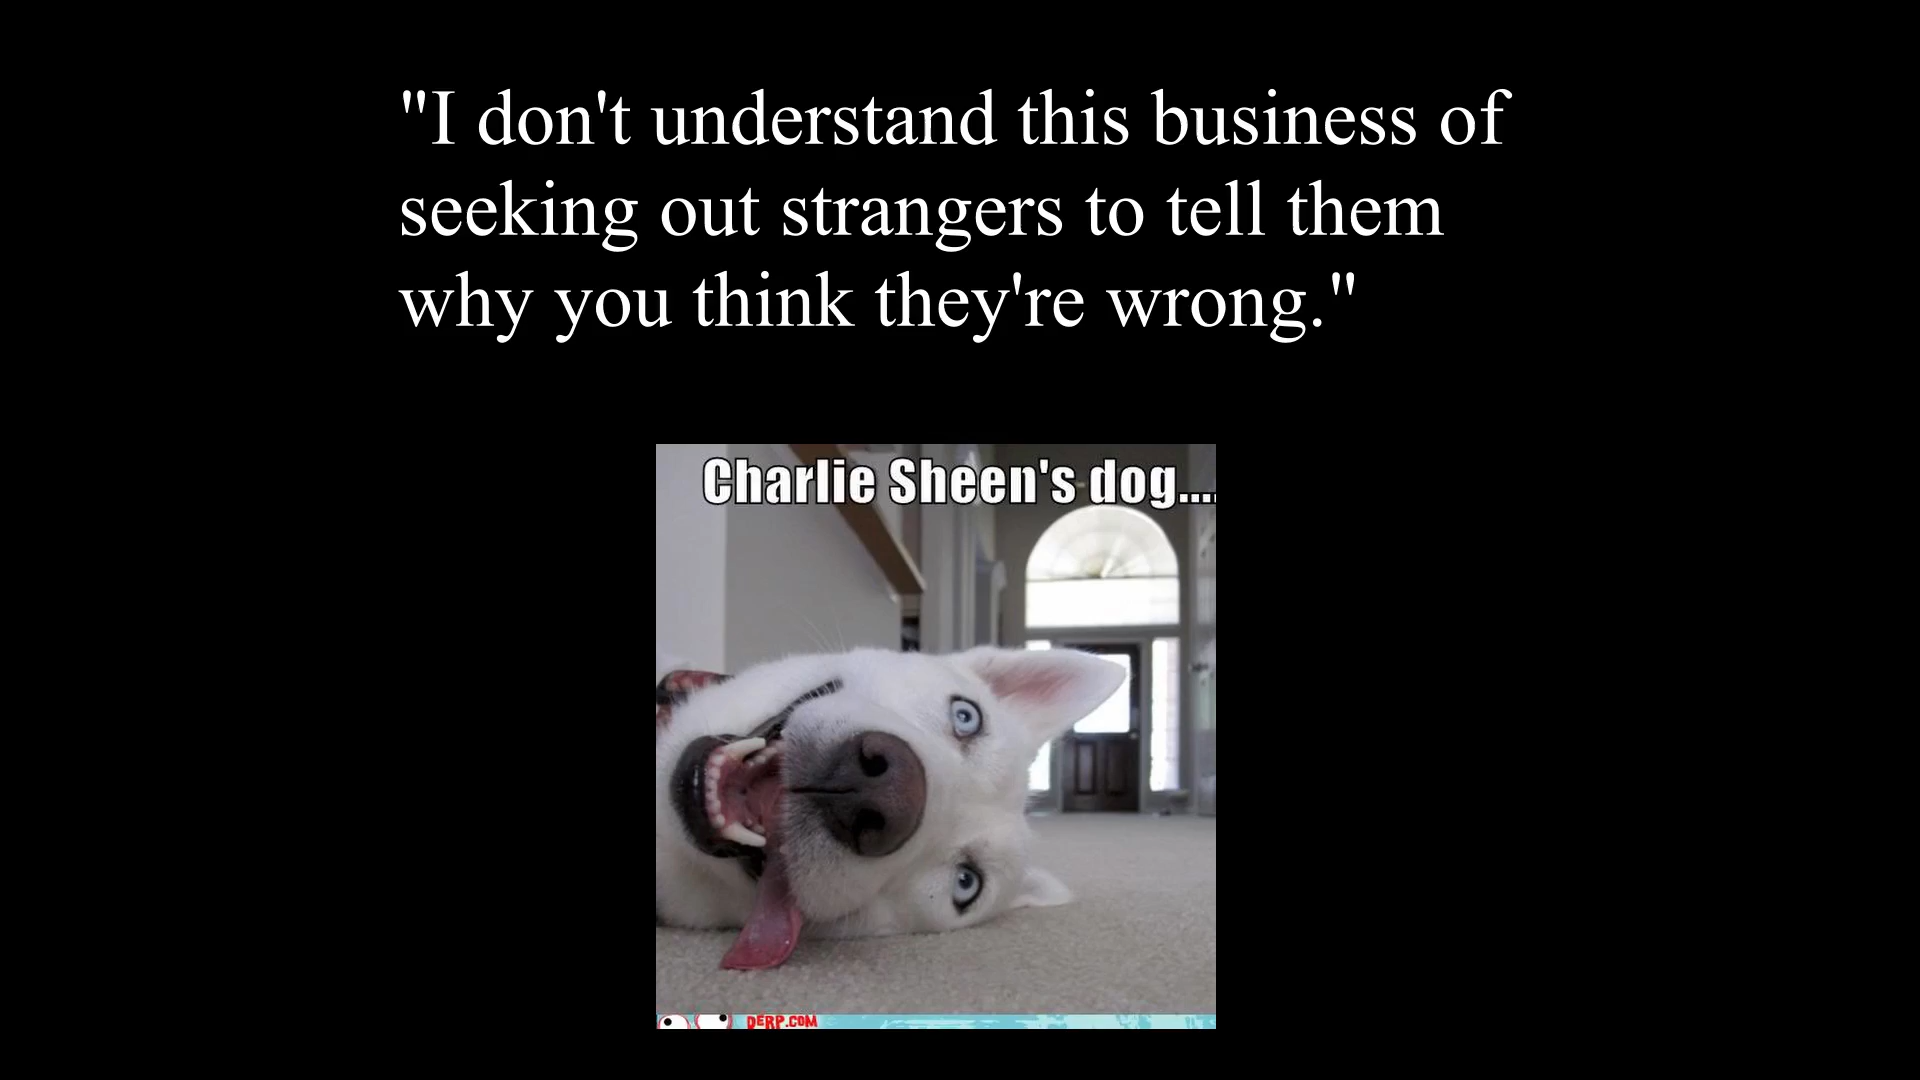 "I don't understand this business of
seeking out strangers to tell them
why you think they're wrong."
Charlie Sheen's dog....
DERP.COM